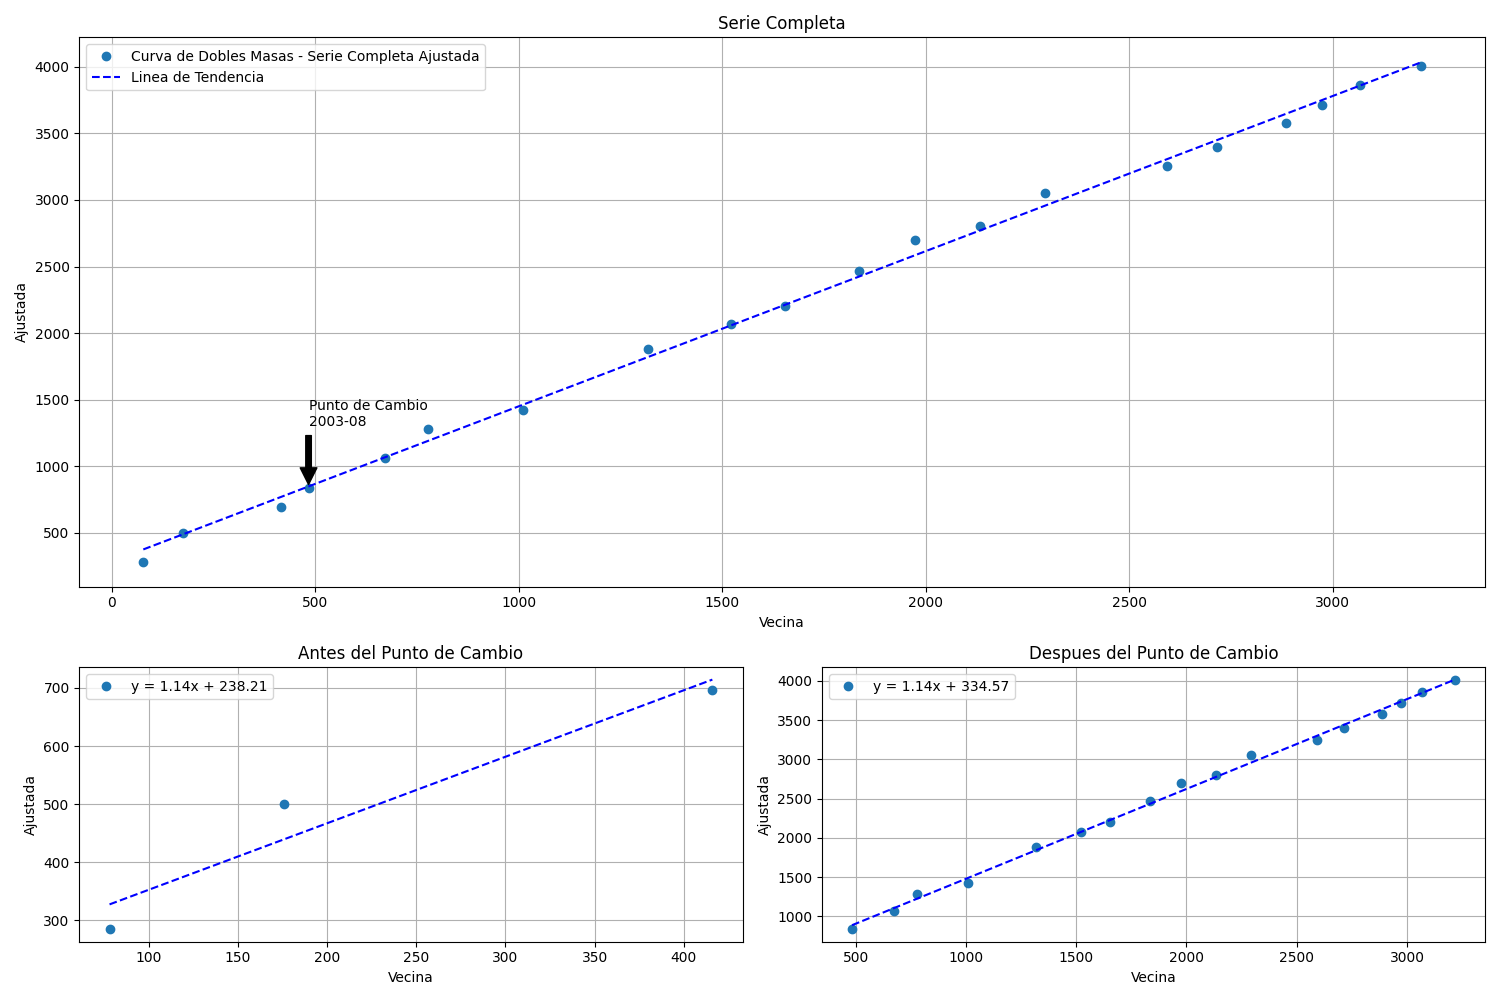 Serie Completa
Curva de Dobles Masas - Serie Completa Ajustada
Linea de Tendencia
4000
3500
3000
2500
2000
1500
1000
500
Ajustada
Punto de Cambio
2003-08
0
500
1000
1500
2000
2500
3000
Vecina
Antes del Punto de Cambio
y = 1.14x + 238.21
700
600
500
400
300
Ajustada
100
150
200
250
300
350
400
Vecina
Despues del Punto de Cambio
y = 1.14x + 334.57
4000
3500
3000
2500
2000
1500
1000
Ajustada
500
1000
1500
2000
2500
3000
Vecina